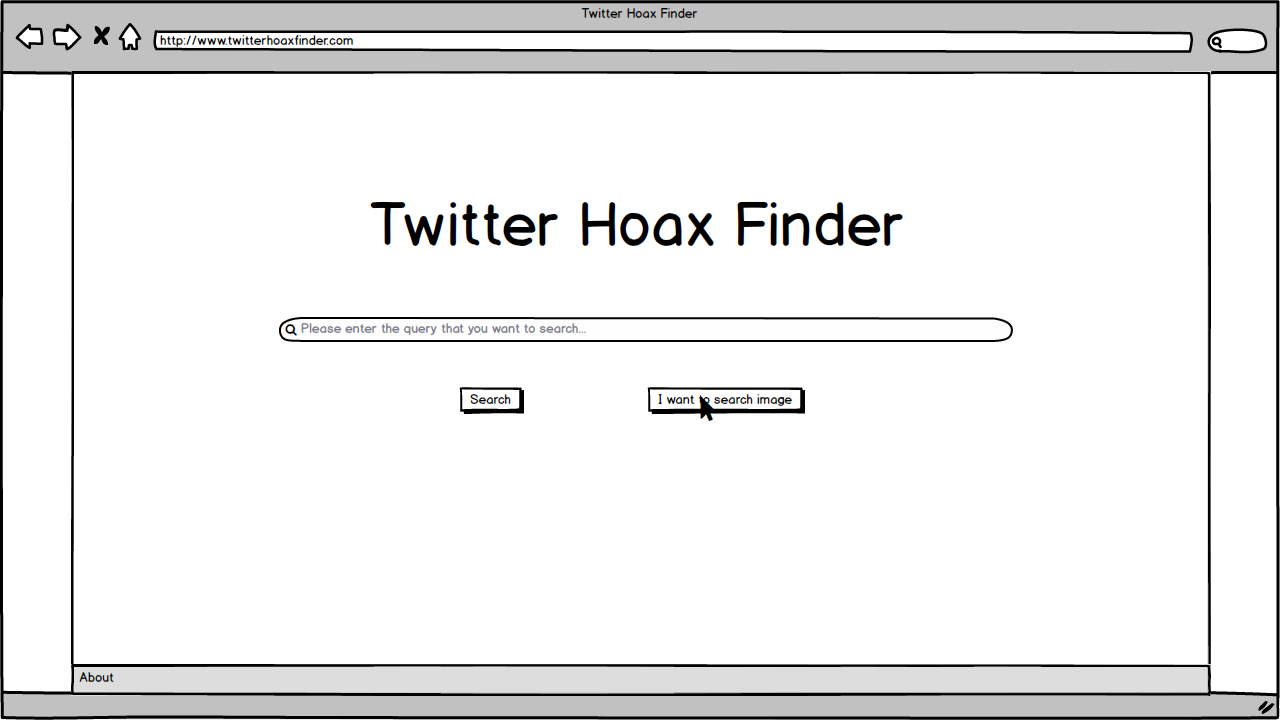 Twitter Hoax Finder
http://www.twitterhoaxfinder.com
Twitter Hoax Finder
Please enter the query that you want to search...
Search
I want to search image
About